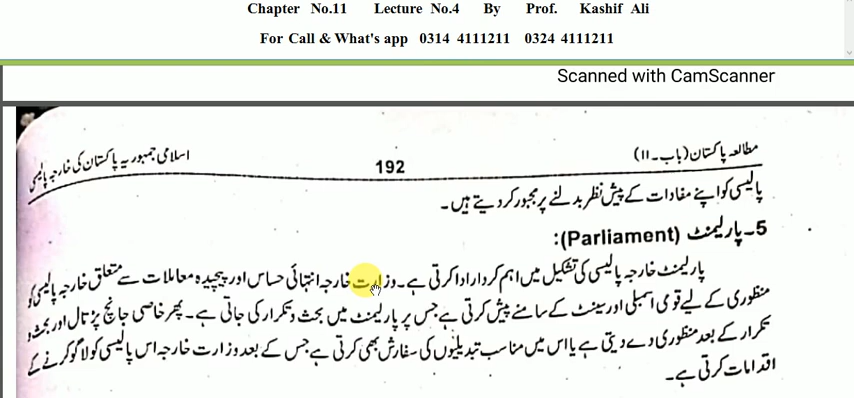 Chapter No.11 Lecture No.4 By Prof. Kashif Ali
For Call & What's app 0314 4111211 0324 4111211
Scanned with CamScanner
مطالعہ پاکستان (باب۔II) 192 اسلامی جمہوریہ پاکستان کی خارجہ پالیسی
پالیسی کو اپنے مفادات کے پیش نظر بدلنے پر مجبور کر دیتے ہیں۔
5۔ پارلیمنٹ (Parliament):
پارلیمنٹ خارجہ پالیسی کی تشکیل میں اہم کردار ادا کرتی ہے۔ وزارت خارجہ انتہائی حساس اور پیچیدہ معاملات سے متعلق خارجہ پالیسی کو
منظوری کے لیے قومی اسمبلی اور سینٹ کے سامنے پیش کرتی ہے جس پر پارلیمنٹ میں بحث و تکرار کی جاتی ہے۔ پھر خاصی جانچ پڑتال اور بحث و
تکرار کے بعد منظوری دے دیتی ہے یا اس میں مناسب تبدیلیوں کی سفارش بھی کرتی ہے جس کے بعد وزارت خارجہ اس پالیسی کو لاگو کرنے کے
اقدامات کرتی ہے۔